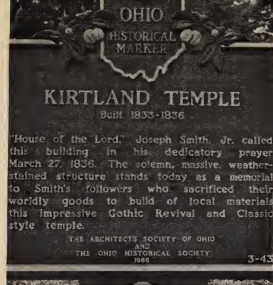 OHIO
HISTORICAL
MARKER
KIRTLAND TEMPLE
Built 1833-1836
"House of the Lord," Joseph Smith, Jr. called
this building in his dedicatory prayer
March 27, 1836. The solemn, massive, weather-
stained structure stands today as a memorial
to Smith's followers who sacrificed their
worldly goods to build of local materials
this impressive Gothic Revival and Classic
style temple.
THE ARCHITECTS SOCIETY OF OHIO
AND
THE OHIO HISTORICAL SOCIETY
1966
3-43